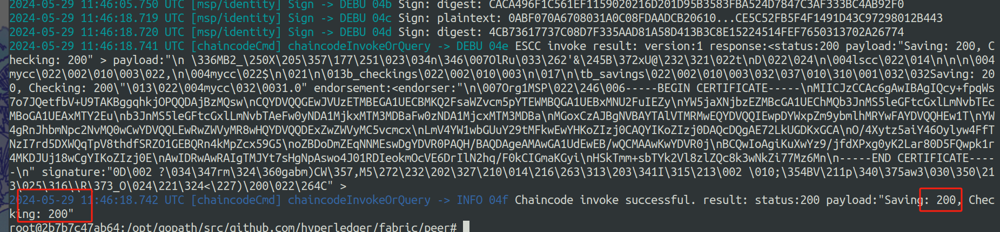 2024-05-29 11:46:05.750 UTC [msp/identity] Sign -> DEBU 04b Sign: digest: CACA496F1C561EF1159020216D201D95B3583FBA524D7847C3AF333BC4AB92F0
2024-05-29 11:46:18.719 UTC [msp/identity] Sign -> DEBU 04c Sign: plaintext: 0ABF070A6708031A0C08FDAADCB20610...CE5C52FB5F4F1491D43C97298012B443
2024-05-29 11:46:18.720 UTC [msp/identity] Sign -> DEBU 04d Sign: digest: 4CB73617737C08D7F335AAD81A58D413B3C8E15224514FEF7650313702A26774
2024-05-29 11:46:18.741 UTC [chaincodeCmd] chaincodeInvokeOrQuery -> DEBU 04e ESCC invoke result: version:1 response:<status:200 payload:"Saving: 200, C
hecking: 200" > payload:"\n \336MB2_\250X\205\357\177\251\023\034n\346\007OlRu\033\262'&\245B\372xU@\232\321\022t\nD\022\024\n\004lscc\022\014\n\n\n\004
mycc\022\002\010\003\022,\n\004mycc\022$\n\021\n\013b_checkings\022\002\010\003\n\017\n\tb_savings\022\002\010\003\032\037\010\310\001\032\032Saving: 20
0, Checking: 200\"\013\022\004mycc\032\0031.0" endorsement:<endorser:"\n\007Org1MSP\022\246\006-----BEGIN CERTIFICATE-----\nMIICJzCCAc6gAwIBAgIQcy+fpqWs
7o7JQetfbV+U9TAKBggqhkjOPQQDAjBzMQsw\nCQYDVQQGEwJVUzETMBEGA1UECBMKQ2FsaWZvcm5pYTEWMBQGA1UEBxMNU2FuIEZy\nYW5jaXNjbzEZMBcGA1UEChMQb3JnMS5leGFtcGxlLmNvbTEc
MBoGA1UEAxMTY2Eu\nb3JnMS5leGFtcGxlLmNvbTAeFw0yNDA1MjkxMTM3MDBaFw0zNDA1MjcxMTM3MDBa\nMGoxCzAJBgNVBAYTAlVTMRMwEQYDVQQIEwpDYWxpZm9ybmlhMRYwFAYDVQQHEw1T\nYW
4gRnJhbmNpc2NvMQ0wCwYDVQQLEwRwZWVyMR8wHQYDVQQDExZwZWVyMC5vcmcx\nLmV4YW1wbGUuY29tMFkwEwYHKoZIzj0CAQYIKoZIzj0DAQcDQgAE72LkUGDKxGCA\nO/4Xytz5aiY46Oylyw4FfT
NzI7rd5DXWQqTpV8thdfSRZO1GEBQRn4kMpZcx59G5\noZBDoDmZEqNNMEswDgYDVR0PAQH/BAQDAgeAMAwGA1UdEwEB/wQCMAAwKwYDVR0j\nBCQwIoAgiKuXwYz9/jfdXPxg0yK2Lar80D5FQwpk1r
4MKDJUj18wCgYIKoZIzj0E\nAwIDRwAwRAIgTMJYt7sHgNpAswo4J01RDIeokmOcVE6DrIlN2hq/F0kCIGmaKGyi\nHSkTmm+sbTYk2Vl8zlZQc8k3wNkZi77Mz6Mn\n-----END CERTIFICATE----
-\n" signature:"0D\002 ?\034\347rm\324\360gabm)CW\357,M5\272\232\202\327\210\014\216\263\313\203\341I\315\213\002 \010;\354BV\211p\340\375aw3\030\350\21
3\025\316\\R\373_O\024\221\324<\227)\200\022\264C" >
2024-05-29 11:46:18.742 UTC [chaincodeCmd] chaincodeInvokeOrQuery -> INFO 04f Chaincode invoke successful. result: status:200 payload:"Saving: 200, Chec
king: 200"
root@2b7b7c47ab64:/opt/gopath/src/github.com/hyperledger/fabric/peer#